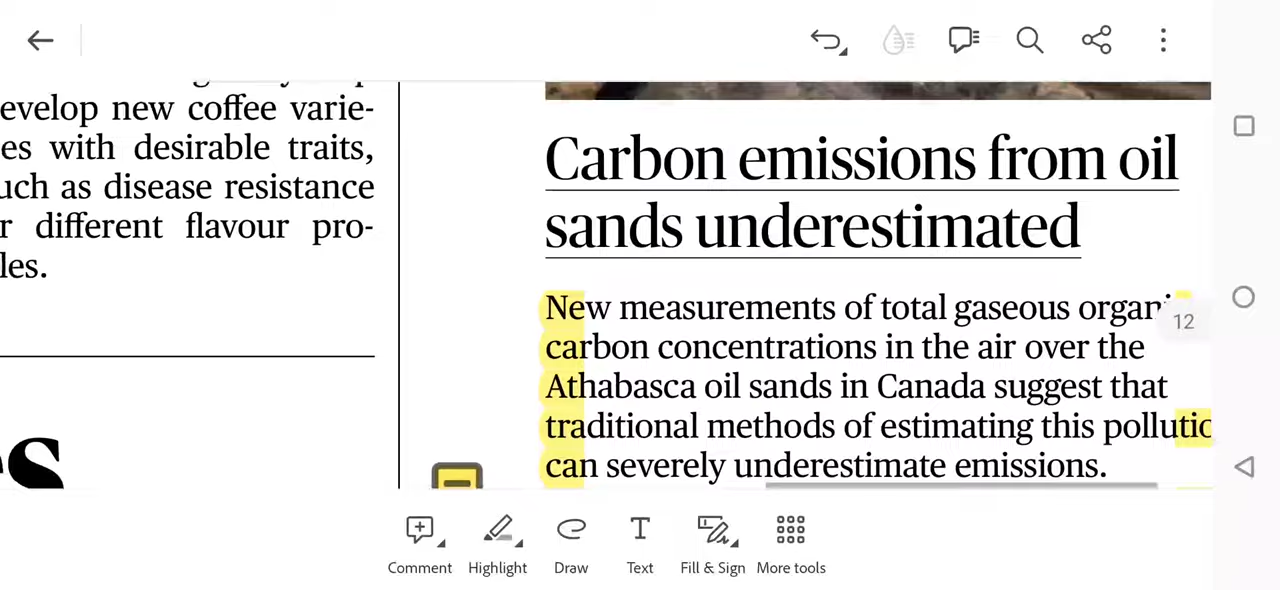 evelop new coffee varie-
es with desirable traits,
uch as disease resistance
r different flavour pro-
les.
s
Carbon emissions from oil
sands underestimated
New measurements of total gaseous organi
carbon concentrations in the air over the
Athabasca oil sands in Canada suggest that
traditional methods of estimating this pollutio
can severely underestimate emissions.
12
Comment Highlight Draw Text Fill & Sign More tools